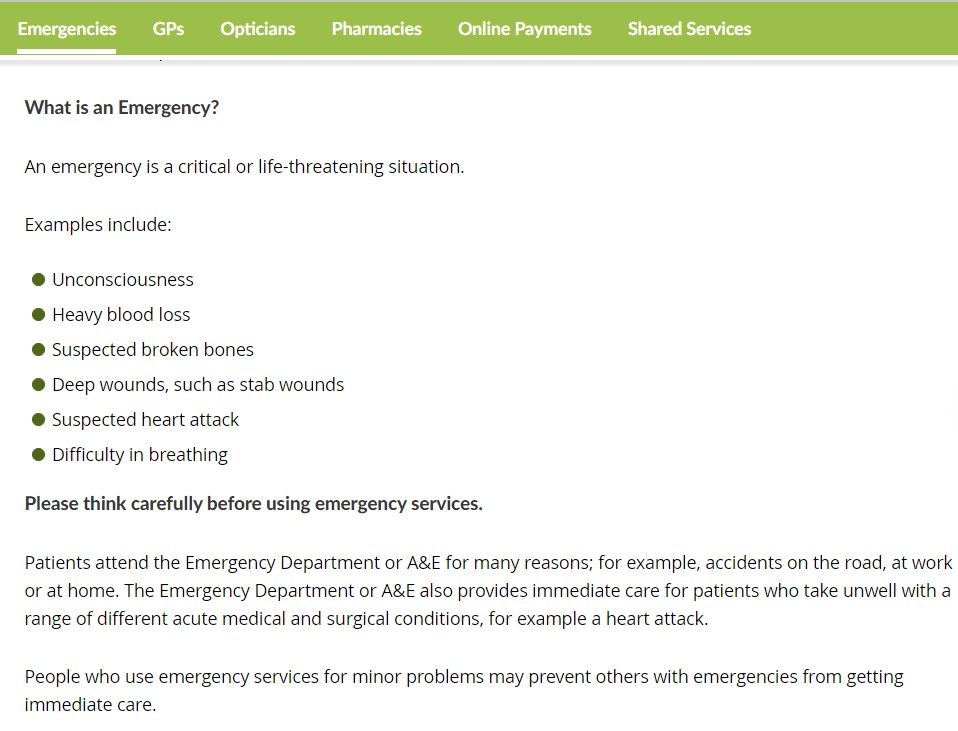 Emergencies GPs Opticians Pharmacies Online Payments Shared Services
What is an Emergency?
An emergency is a critical or life-threatening situation.
Examples include:
Unconsciousness
Heavy blood loss
Suspected broken bones
Deep wounds, such as stab wounds
Suspected heart attack
Difficulty in breathing
Please think carefully before using emergency services.
Patients attend the Emergency Department or A&E for many reasons; for example, accidents on the road, at work
or at home. The Emergency Department or A&E also provides immediate care for patients who take unwell with a
range of different acute medical and surgical conditions, for example a heart attack.
People who use emergency services for minor problems may prevent others with emergencies from getting
immediate care.